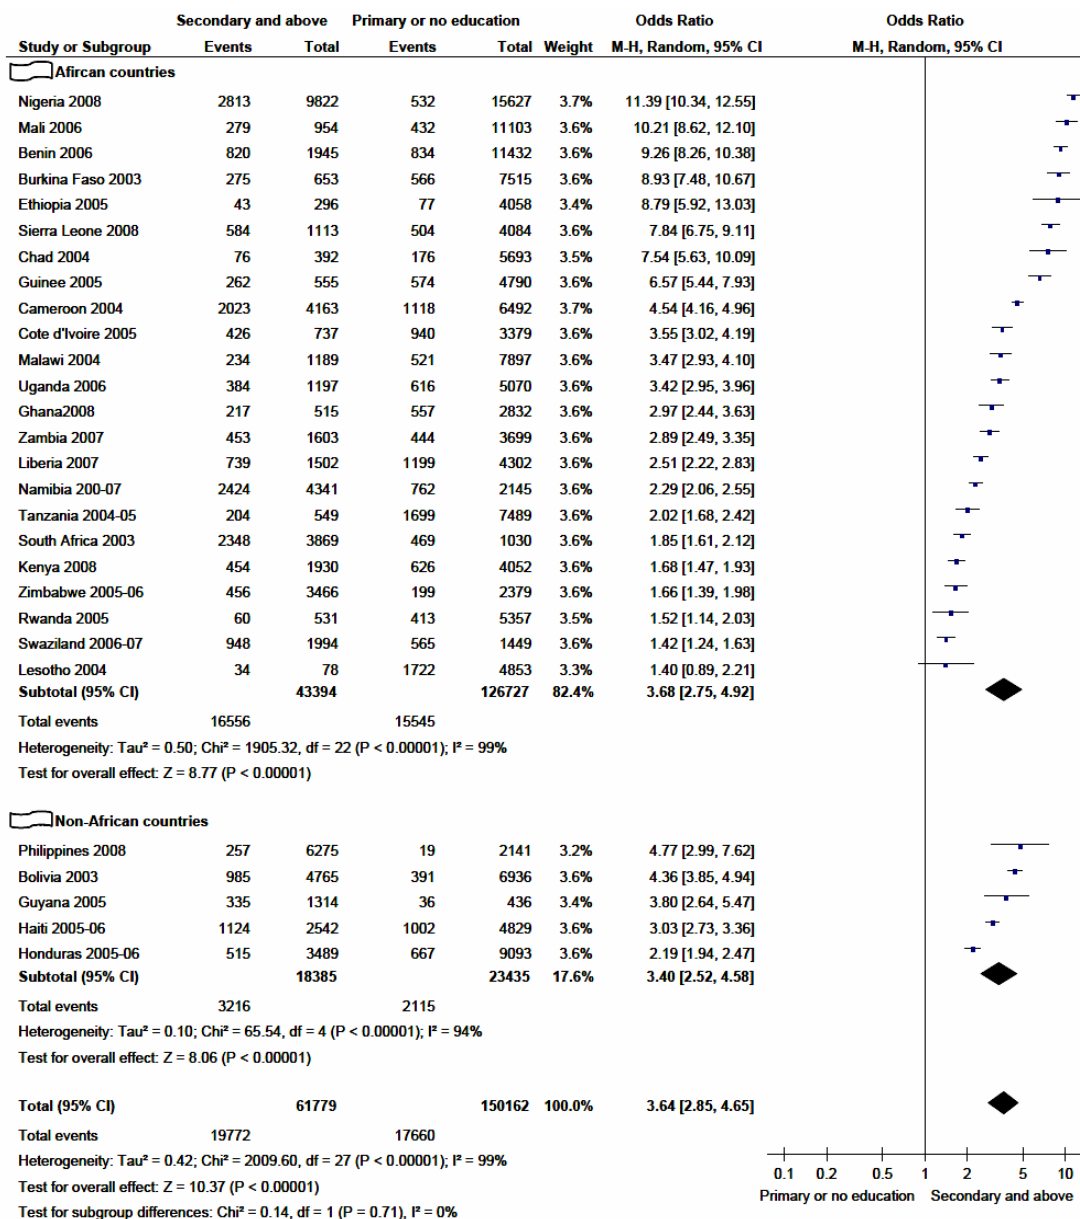 Secondary and above Primary or no education Odds Ratio Odds Ratio
Study or Subgroup Events Total Events Total Weight M-H, Random, 95% CI M-H, Random, 95% CI
Afircan countries
Nigeria 2008 2813 9822 532 15627 3.7% 11.39 [10.34, 12.55]
Mali 2006 279 954 432 11103 3.6% 10.21 [8.62, 12.10]
Benin 2006 820 1945 834 11432 3.6% 9.26 [8.26, 10.38]
Burkina Faso 2003 275 653 566 7515 3.6% 8.93 [7.48, 10.67]
Ethiopia 2005 43 296 77 4058 3.4% 8.79 [5.92, 13.03]
Sierra Leone 2008 584 1113 504 4084 3.6% 7.84 [6.75, 9.11]
Chad 2004 76 392 176 5693 3.5% 7.54 [5.63, 10.09]
Guinee 2005 262 555 574 4790 3.6% 6.57 [5.44, 7.93]
Cameroon 2004 2023 4163 1118 6492 3.7% 4.54 [4.16, 4.96]
Cote d'Ivoire 2005 426 737 940 3379 3.6% 3.55 [3.02, 4.19]
Malawi 2004 234 1189 521 7897 3.6% 3.47 [2.93, 4.10]
Uganda 2006 384 1197 616 5070 3.6% 3.42 [2.95, 3.96]
Ghana2008 217 515 557 2832 3.6% 2.97 [2.44, 3.63]
Zambia 2007 453 1603 444 3699 3.6% 2.89 [2.49, 3.35]
Liberia 2007 739 1502 1199 4302 3.6% 2.51 [2.22, 2.83]
Namibia 200-07 2424 4341 762 2145 3.6% 2.29 [2.06, 2.55]
Tanzania 2004-05 204 549 1699 7489 3.6% 2.02 [1.68, 2.42]
South Africa 2003 2348 3869 469 1030 3.6% 1.85 [1.61, 2.12]
Kenya 2008 454 1930 626 4052 3.6% 1.68 [1.47, 1.93]
Zimbabwe 2005-06 456 3466 199 2379 3.6% 1.66 [1.39, 1.98]
Rwanda 2005 60 531 413 5357 3.5% 1.52 [1.14, 2.03]
Swaziland 2006-07 948 1994 565 1449 3.6% 1.42 [1.24, 1.63]
Lesotho 2004 34 78 1722 4853 3.3% 1.40 [0.89, 2.21]
Subtotal (95% CI) 43394 126727 82.4% 3.68 [2.75, 4.92]
Total events 16556 15545
Heterogeneity: Tau² = 0.50; Chi² = 1905.32, df = 22 (P < 0.00001); I² = 99%
Test for overall effect: Z = 8.77 (P < 0.00001)
Non-African countries
Philippines 2008 257 6275 19 2141 3.2% 4.77 [2.99, 7.62]
Bolivia 2003 985 4765 391 6936 3.6% 4.36 [3.85, 4.94]
Guyana 2005 335 1314 36 436 3.4% 3.80 [2.64, 5.47]
Haiti 2005-06 1124 2542 1002 4829 3.6% 3.03 [2.73, 3.36]
Honduras 2005-06 515 3489 667 9093 3.6% 2.19 [1.94, 2.47]
Subtotal (95% CI) 18385 23435 17.6% 3.40 [2.52, 4.58]
Total events 3216 2115
Heterogeneity: Tau² = 0.10; Chi² = 65.54, df = 4 (P < 0.00001); I² = 94%
Test for overall effect: Z = 8.06 (P < 0.00001)
Total (95% CI) 61779 150162 100.0% 3.64 [2.85, 4.65]
Total events 19772 17660
Heterogeneity: Tau² = 0.42; Chi² = 2009.60, df = 27 (P < 0.00001); I² = 99%
Test for overall effect: Z = 10.37 (P < 0.00001)
Test for subgroup differences: Chi² = 0.14, df = 1 (P = 0.71), I² = 0%
0.1 0.2 0.5 1 2 5 10
Primary or no education Secondary and above